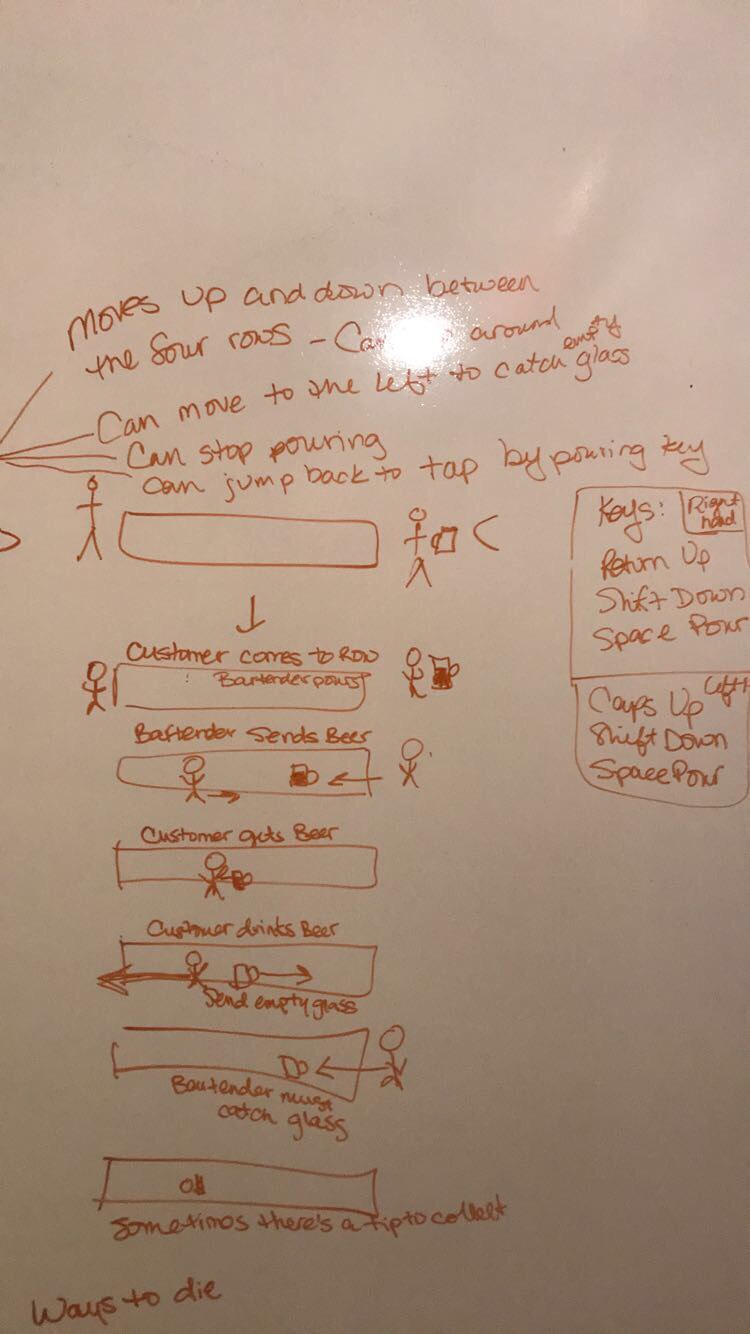 Moves up and down between
the four rows - around
Can move to the left to catch empty glass
Can stop pouring
Can jump back to tap by pouring key
Keys: Right hand
Return Up
Shift Down
Space Pour
Caps Up Left
Shift Down
Space Pour
Customer comes to Row
Bartender pours
Bartender Sends Beer
Customer gets Beer
Customer drinks Beer
Send empty glass
Bartender must
catch glass
Sometimes there's a tip to collect
Ways to die